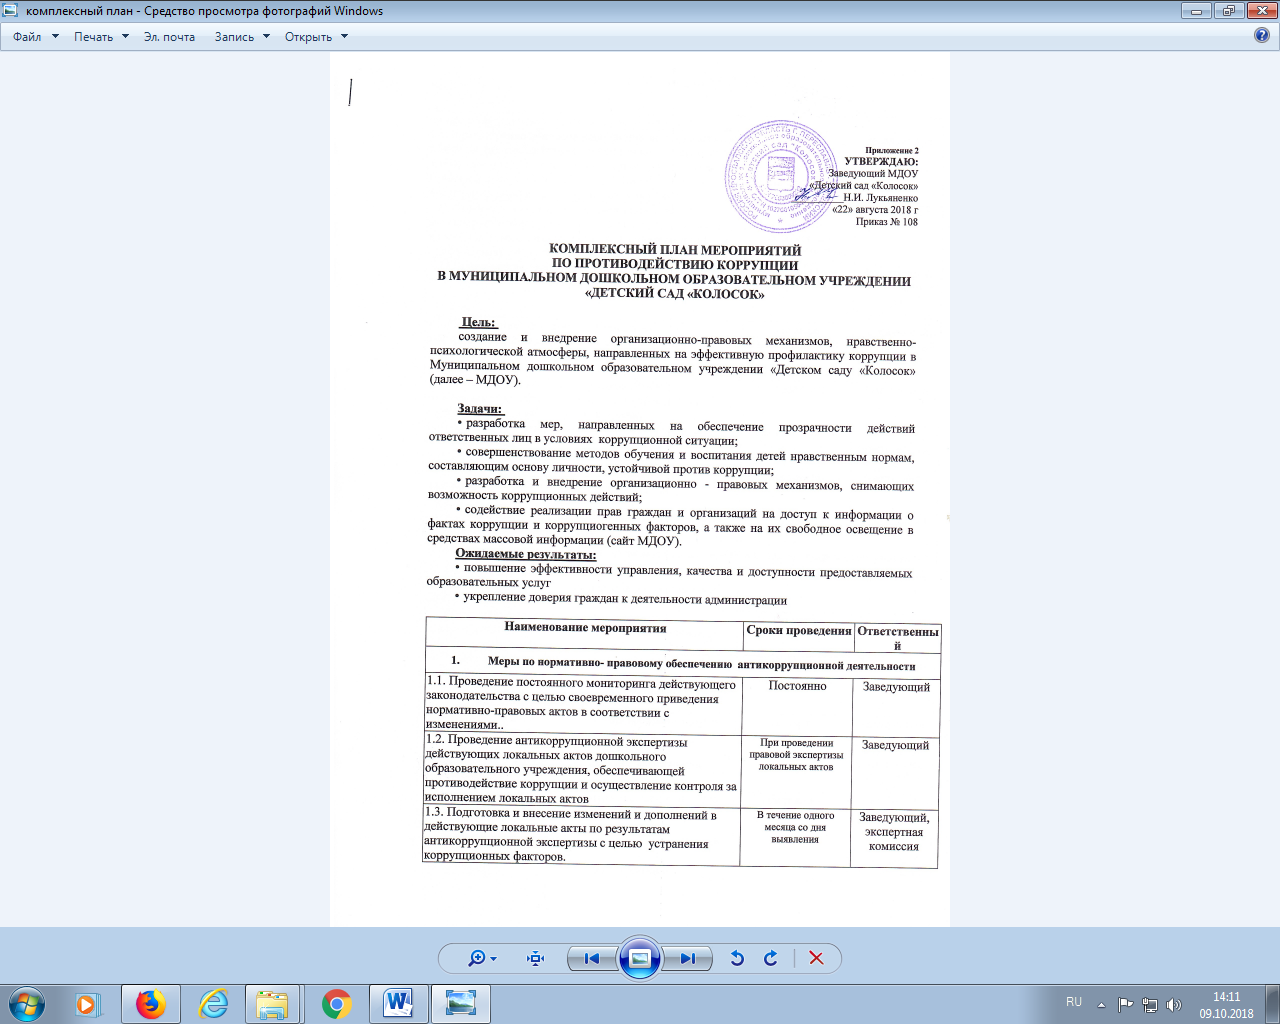 комплексный план - Средство просмотра фотографий Windows
Файл Печать Эл. почта Запись Открыть
Приложение 2
УТВЕРЖДАЮ:
Заведующий МДОУ
«Детский сад «Колосок»
Н.И. Лукьяненко
«22» августа 2018 г
Приказ № 108
КОМПЛЕКСНЫЙ ПЛАН МЕРОПРИЯТИЙ
ПО ПРОТИВОДЕЙСТВИЮ КОРРУПЦИИ
В МУНИЦИПАЛЬНОМ ДОШКОЛЬНОМ ОБРАЗОВАТЕЛЬНОМ УЧРЕЖДЕНИИ
«ДЕТСКИЙ САД «КОЛОСОК»
Цель:
создание и внедрение организационно-правовых механизмов, нравственно-
психологической атмосферы, направленных на эффективную профилактику коррупции в
Муниципальном дошкольном образовательном учреждении «Детском саду «Колосок»
(далее – МДОУ).
Задачи:
• разработка мер, направленных на обеспечение прозрачности действий
ответственных лиц в условиях коррупционной ситуации;
• совершенствование методов обучения и воспитания детей нравственным нормам,
составляющим основу личности, устойчивой против коррупции;
• разработка и внедрение организационно - правовых механизмов, снимающих
возможность коррупционных действий;
• содействие реализации прав граждан и организаций на доступ к информации о
фактах коррупции и коррупциогенных факторов, а также на их свободное освещение в
средствах массовой информации (сайт МДОУ).
Ожидаемые результаты:
• повышение эффективности управления, качества и доступности предоставляемых
образовательных услуг
• укрепление доверия граждан к деятельности администрации
Наименование мероприятия Сроки проведения Ответственны
й
1. Меры по нормативно- правовому обеспечению антикоррупционной деятельности
1.1. Проведение постоянного мониторинга действующего
законодательства с целью своевременного приведения
нормативно-правовых актов в соответствии с
изменениями..
Постоянно
Заведующий
1.2. Проведение антикоррупционной экспертизы
действующих локальных актов дошкольного
образовательного учреждения, обеспечивающей
противодействие коррупции и осуществление контроля за
исполнением локальных актов
При проведении
правовой экспертизы
локальных актов
Заведующий
1.3. Подготовка и внесение изменений и дополнений в
действующие локальные акты по результатам
антикоррупционной экспертизы с целью устранения
коррупционных факторов.
В течение одного
месяца со дня
выявления
Заведующий,
экспертная
комиссия
RU
14:11
09.10.2018